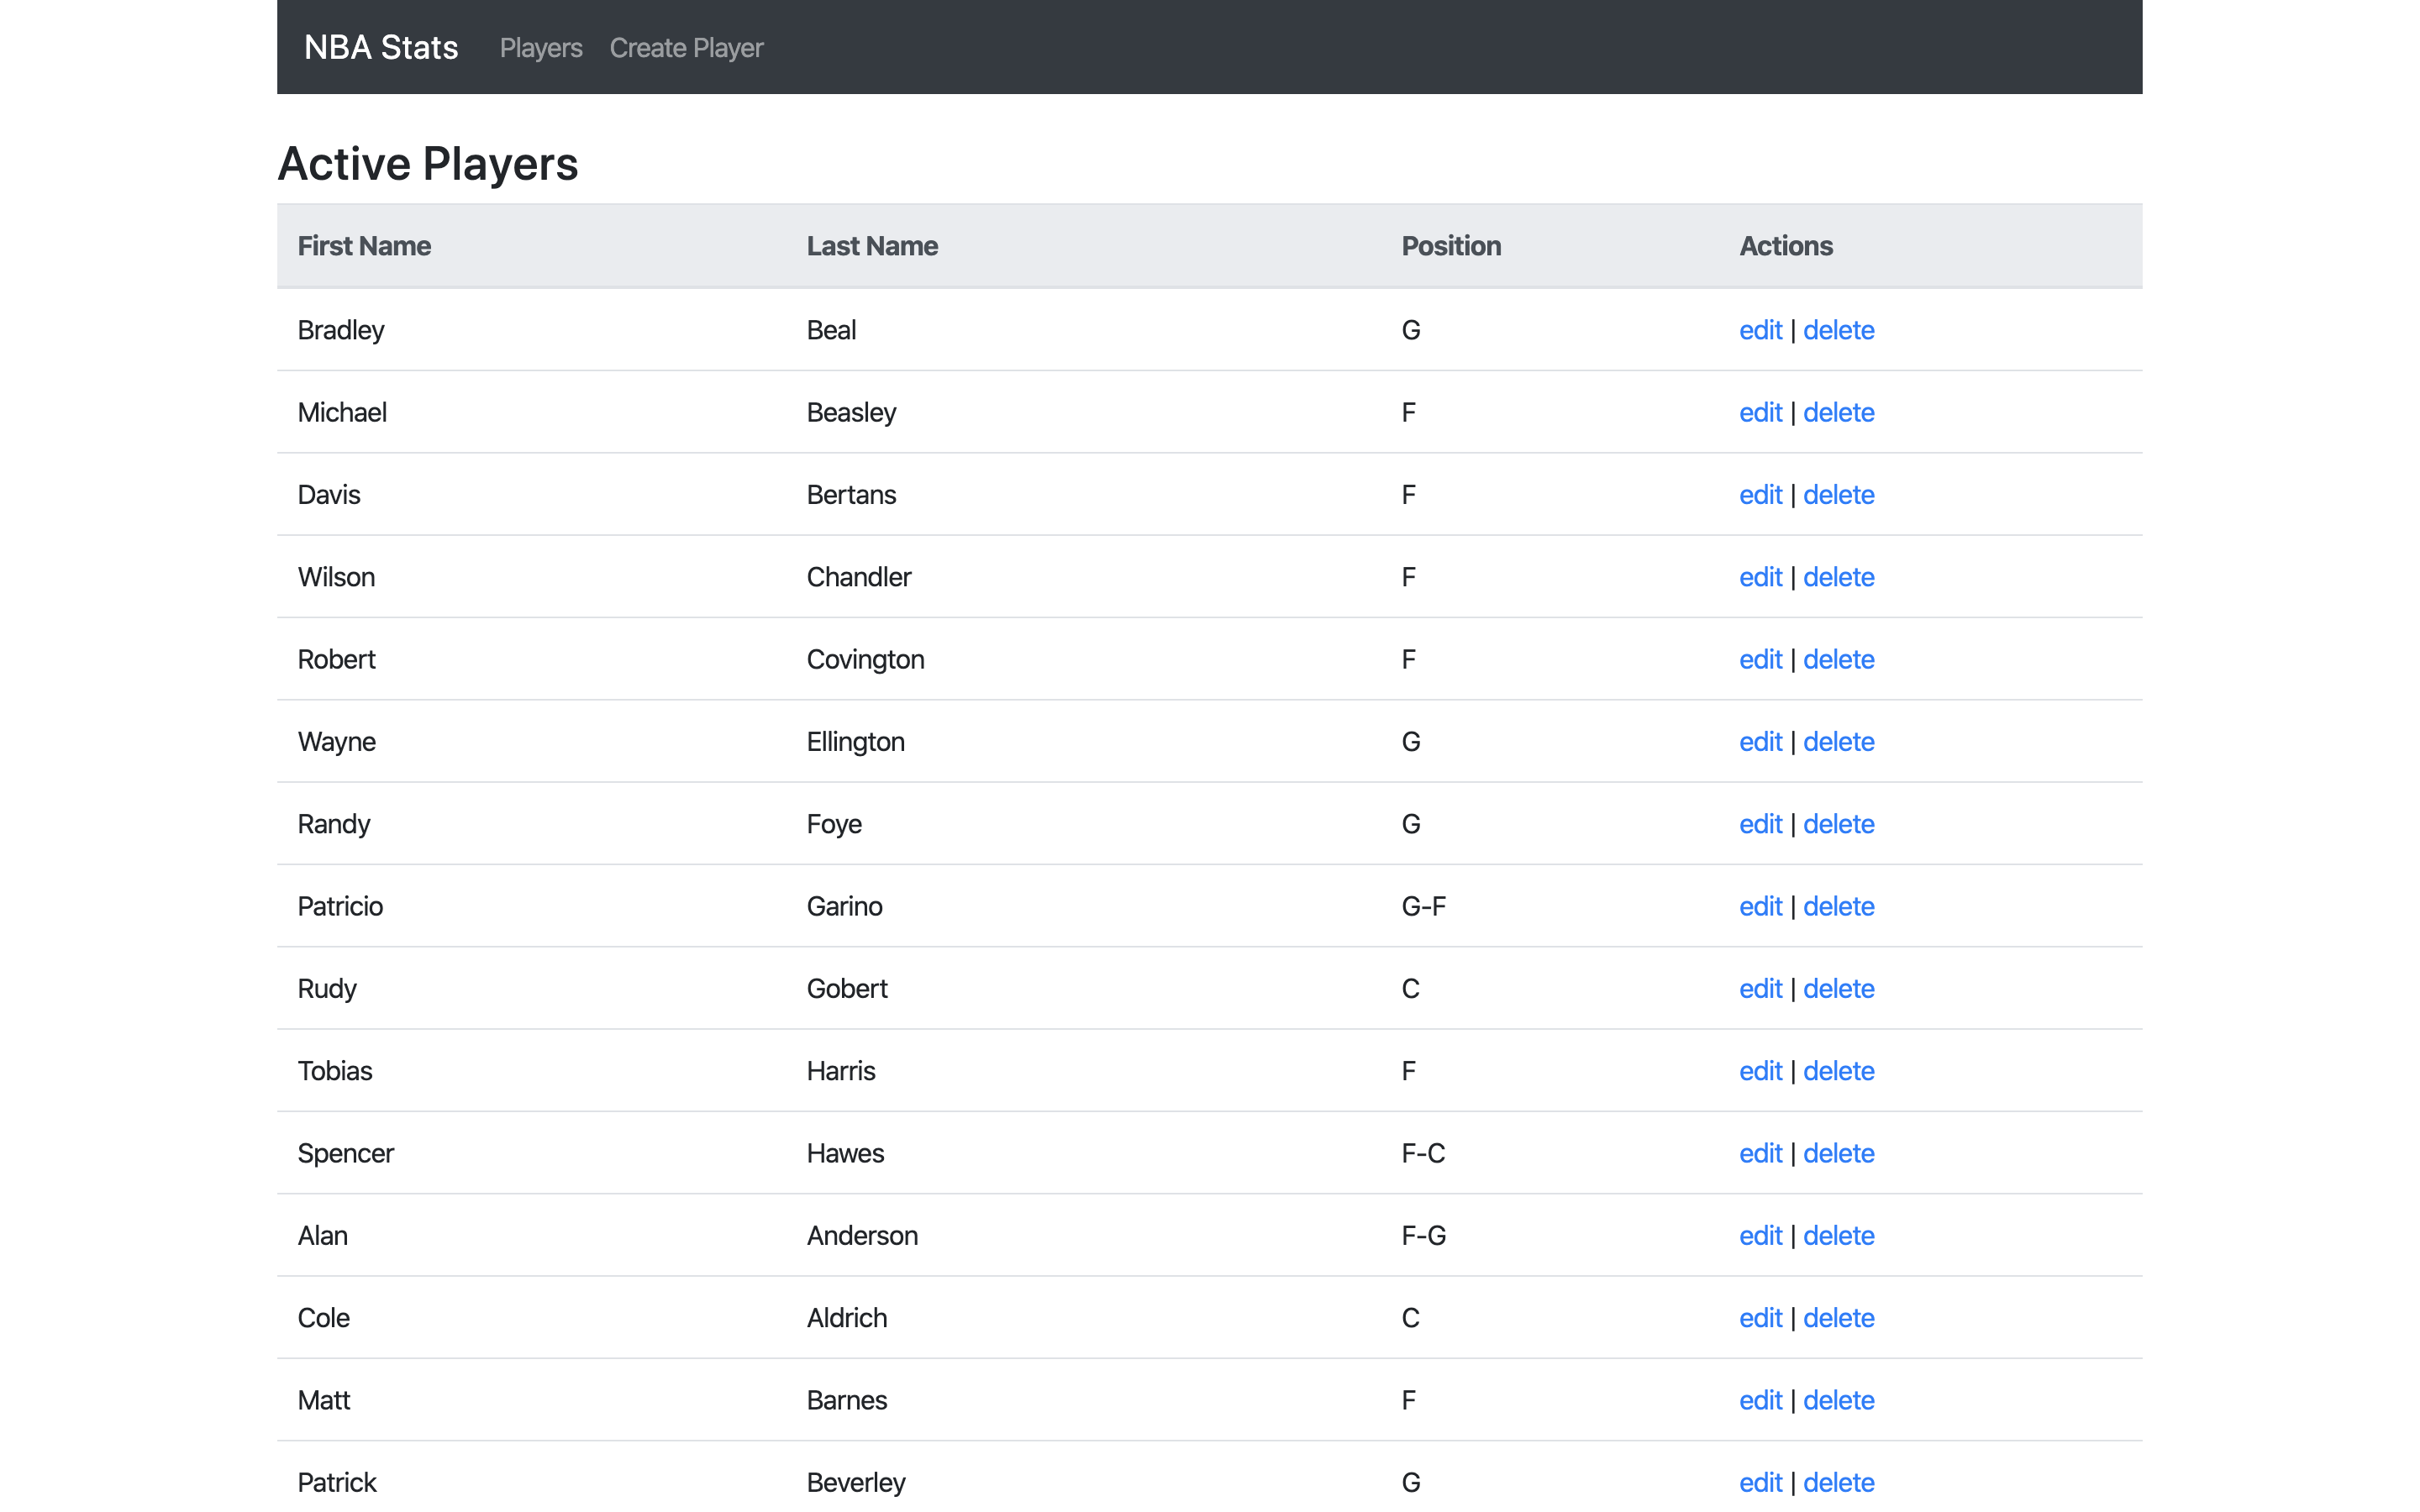 NBA Stats Players Create Player
Active Players
First Name Last Name Position Actions
Bradley Beal G edit | delete
Michael Beasley F edit | delete
Davis Bertans F edit | delete
Wilson Chandler F edit | delete
Robert Covington F edit | delete
Wayne Ellington G edit | delete
Randy Foye G edit | delete
Patricio Garino G-F edit | delete
Rudy Gobert C edit | delete
Tobias Harris F edit | delete
Spencer Hawes F-C edit | delete
Alan Anderson F-G edit | delete
Cole Aldrich C edit | delete
Matt Barnes F edit | delete
Patrick Beverley G edit | delete